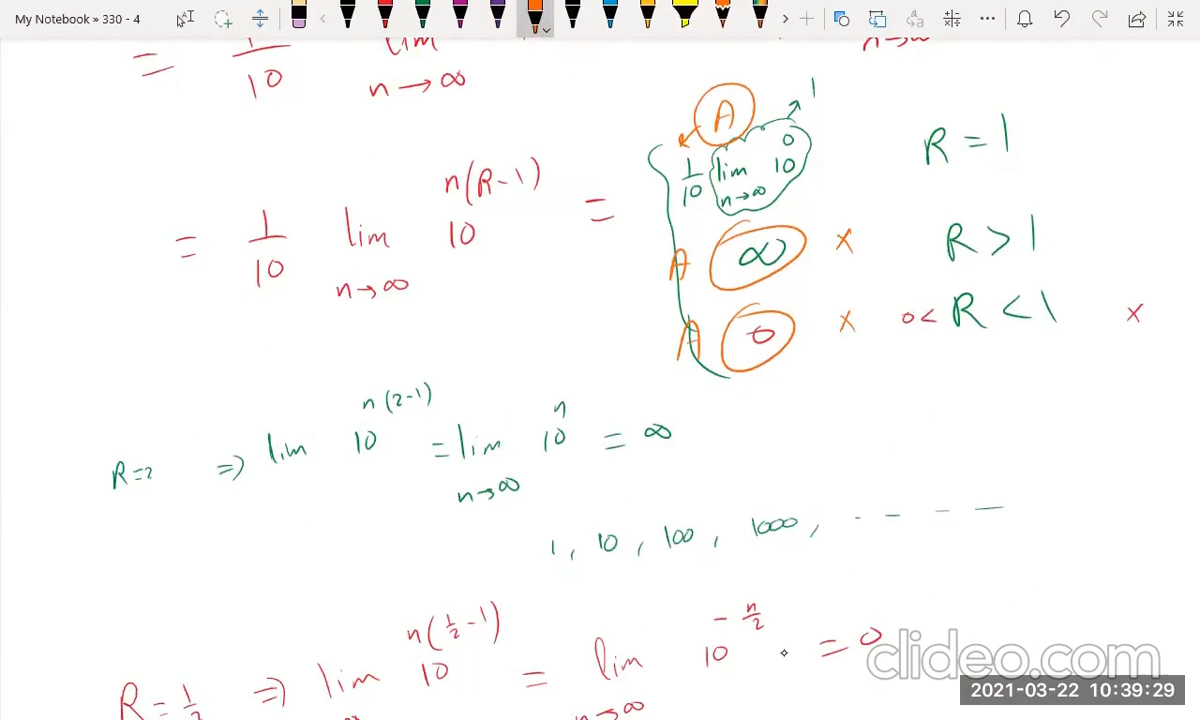 My Notebook » 330 - 4
= 1/10 lim n→∞
n→∞
= 1/10 lim n→∞ 10^n(R-1) =
A
1
1/10 lim n→∞ 10^0 R = 1
A ∞ × R > 1
A 0 × 0< R < 1 ×
R=2 => lim 10^n(2-1) = lim n→∞ 10^n = ∞
1, 10, 100, 1000, - - - -
R = 1/2 => lim 10^n(1/2-1) = lim n→∞ 10^-n/2 = 0
∞
clideo.com
2021-03-22 10:39:29